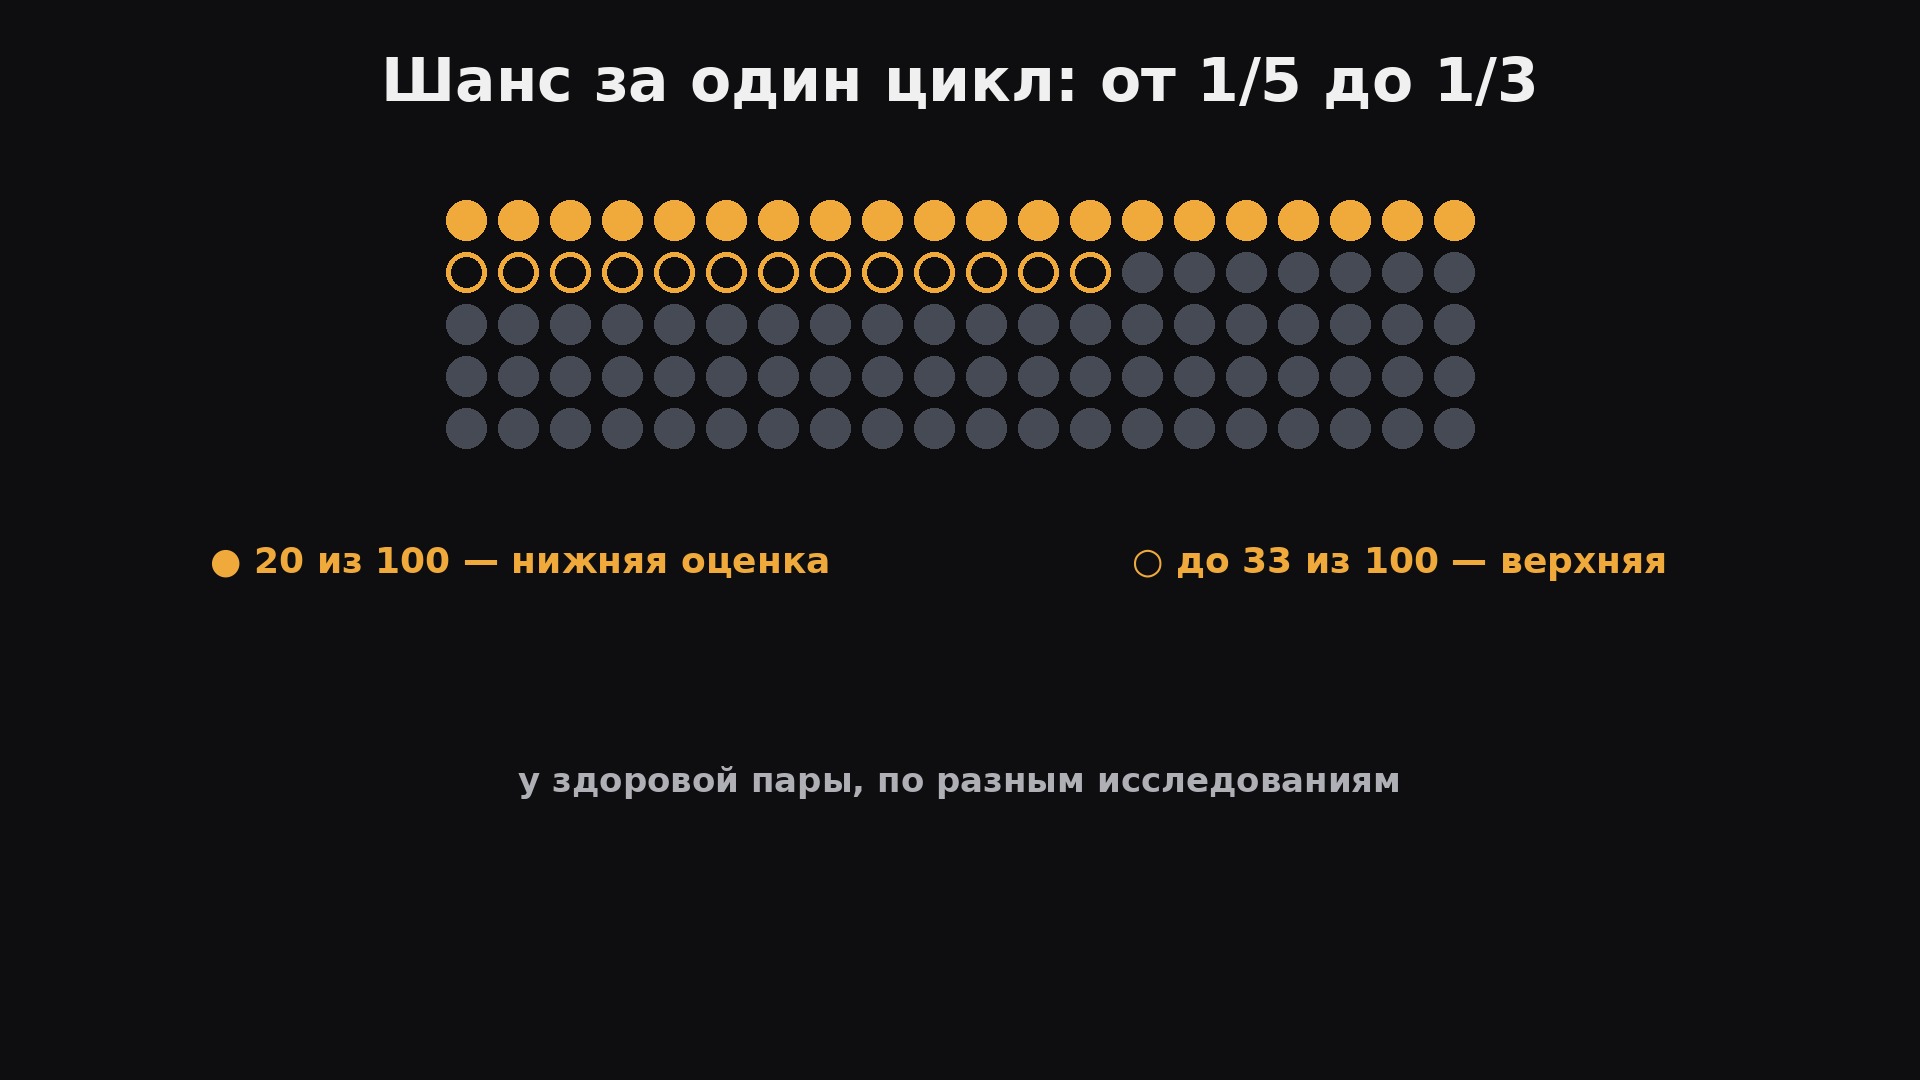 Шанс за один цикл: от 1/5 до 1/3
● 20 из 100 — нижняя оценка
○ до 33 из 100 — верхняя
у здоровой пары, по разным исследованиям